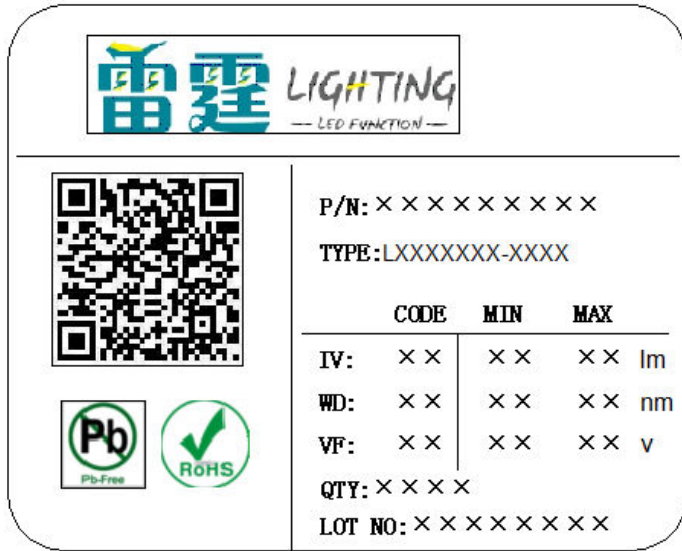 雷霆 LIGHTING
— LED FUNCTION —
P/N: ×××××××××
TYPE:LXXXXXXX-XXXX
CODE MIN MAX
IV: ×× ×× ×× lm
WD: ×× ×× ×× nm
VF: ×× ×× ×× v
QTY: ××××
LOT NO: ××××××××
Pb
Pb-Free
RoHS